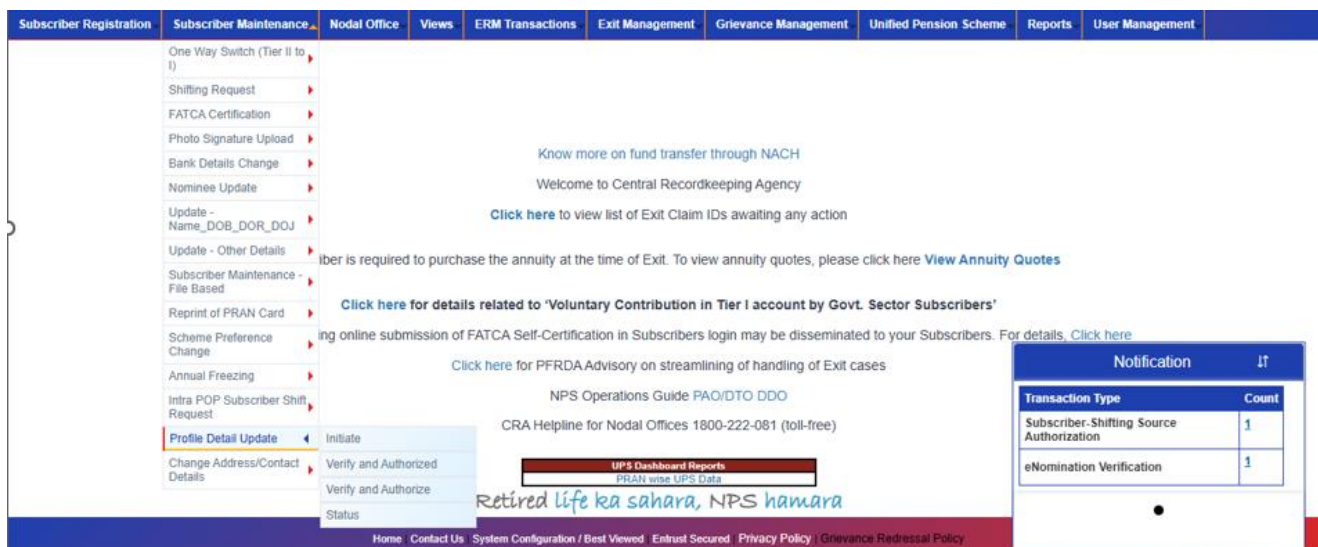 Subscriber Registration Subscriber Maintenance Nodal Office Views ERM Transactions Exit Management Grievance Management Unified Pension Scheme Reports User Management
One Way Switch (Tier II to
I)
Shifting Request
FATCA Certification
Photo Signature Upload
Bank Details Change
Nominee Update
Update -
Name_DOB_DOR_DOJ
Update - Other Details
Subscriber Maintenance -
File Based
Reprint of PRAN Card
Scheme Preference
Change
Annual Freezing
Intra POP Subscriber Shift
Request
Profile Detail Update
Change Address/Contact
Details
Initiate
Verify and Authorized
Verify and Authorize
Status
Know more on fund transfer through NACH
Welcome to Central Recordkeeping Agency
Click here to view list of Exit Claim IDs awaiting any action
iber is required to purchase the annuity at the time of Exit. To view annuity quotes, please click here View Annuity Quotes
Click here for details related to 'Voluntary Contribution in Tier I account by Govt. Sector Subscribers'
ing online submission of FATCA Self-Certification in Subscribers login may be disseminated to your Subscribers. For details, Click here
Click here for PFRDA Advisory on streamlining of handling of Exit cases
NPS Operations Guide PAO/DTO DDO
CRA Helpline for Nodal Offices 1800-222-081 (toll-free)
UPS Dashboard Reports
PRAN wise UPS Data
Retired life ka sahara, NPS hamara
Notification
Transaction Type Count
Subscriber-Shifting Source
Authorization 1
eNomination Verification 1
Home Contact Us System Configuration / Best Viewed Entrust Secured Privacy Policy | Grievance Redressal Policy